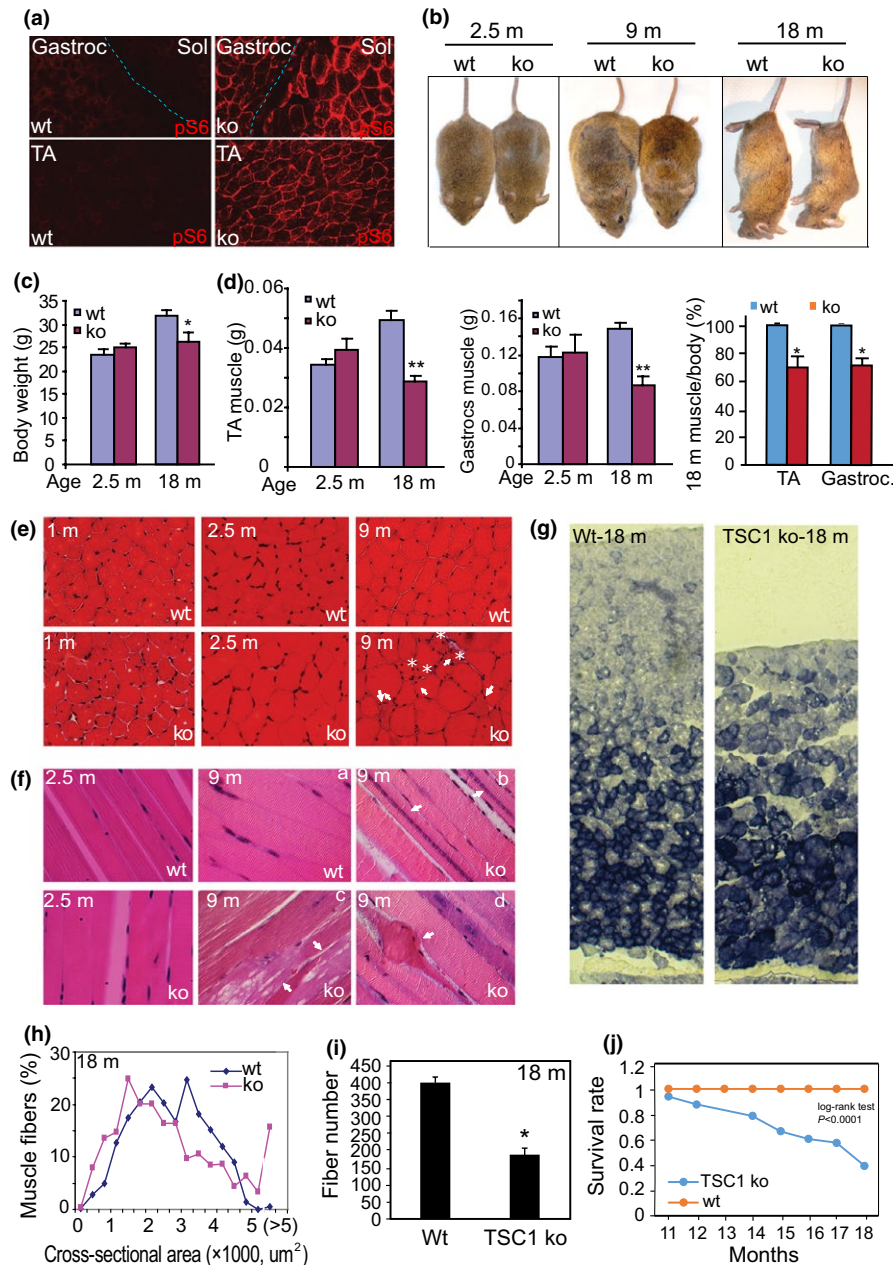 (a)
Gastroc Sol Gastroc Sol
wt pS6 ko pS6
TA TA
wt pS6 ko pS6
(b)
2.5 m 9 m 18 m
wt ko wt ko wt ko
(c)
Body weight (g)
40
35
30
25
20
15
10
5
0
wt
ko
*
Age 2.5 m 18 m
(d)
TA muscle (g)
0.06
0.04
0.02
0
wt
ko
**
Age 2.5 m 18 m
Gastrocs muscle (g)
0.2
0.16
0.12
0.08
0.04
0
wt
ko
**
Age 2.5 m 18 m
18 m muscle/body (%)
100
80
60
40
20
0
wt ko
* *
TA Gastroc.
(e)
1 m 2.5 m 9 m
wt wt wt
1 m 2.5 m 9 m
* * * *
ko ko ko
(f)
2.5 m 9 m a 9 m b
wt wt ko
2.5 m 9 m c 9 m d
ko ko ko
(g)
Wt-18 m TSC1 ko-18 m
(h)
Muscle fibers (%)
30
20
10
0
18 m
wt
ko
0 1 2 3 4 5 (>5)
Cross-sectional area (×1000, um²)
(i)
Fiber number
450
400
350
300
250
200
150
100
50
0
18 m
*
Wt TSC1 ko
(j)
Survival rate
1.2
1
0.8
0.6
0.4
0.2
0
log-rank test
P<0.0001
TSC1 ko
wt
11 12 13 14 15 16 17 18
Months